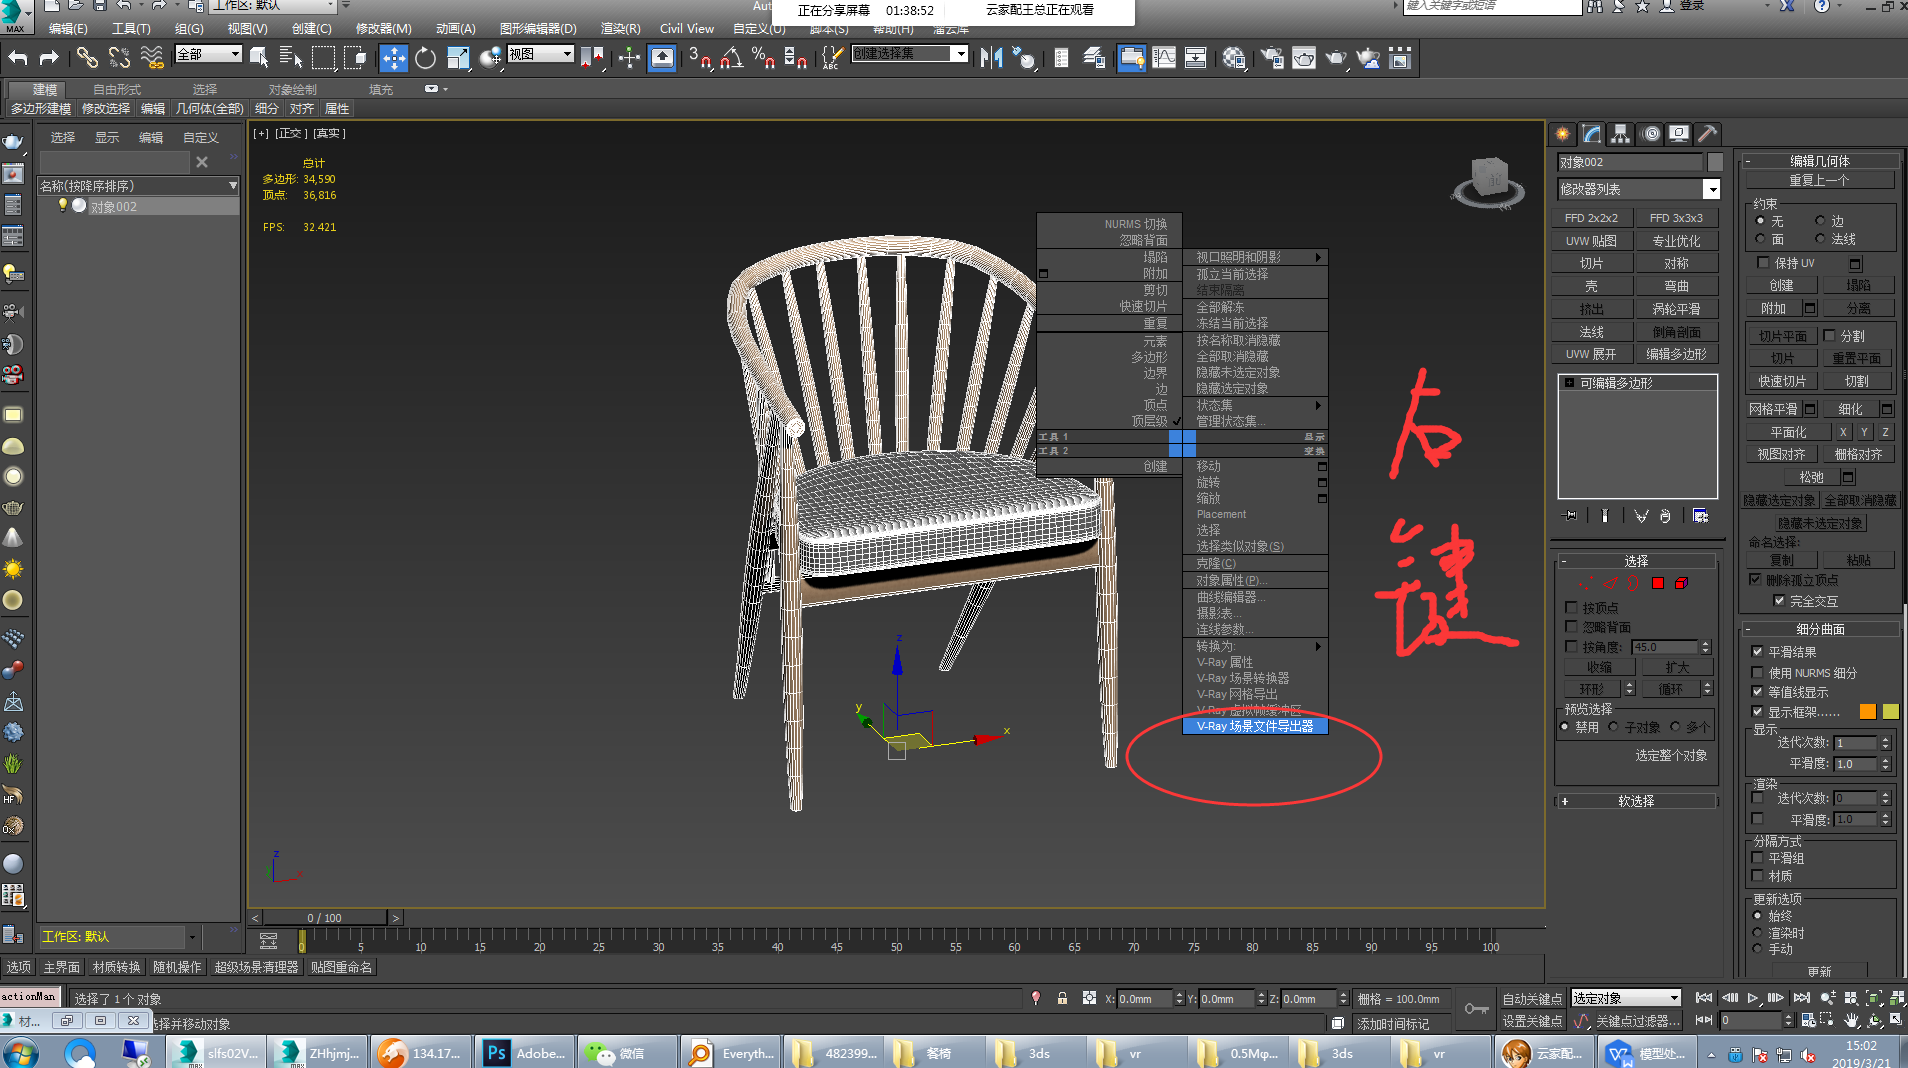 工作区: 默认
正在分享屏幕 01:38:52 云家配王总正在观看
键入关键字或短语
登录
MAX
编辑(E) 工具(T) 组(G) 视图(V) 创建(C) 修改器(M) 动画(A) 图形编辑器(D) 渲染(R) Civil View 自定义(U) 脚本(S) 帮助(H) 溜云库
全部
视图
创建选择集
建模 自由形式 选择 对象绘制 填充
多边形建模 修改选择 编辑 几何体(全部) 细分 对齐 属性
选择 显示 编辑 自定义
名称(按降序排序)
对象002
[+] [正交] [真实]
总计
多边形: 34,590
顶点: 36,816
FPS: 32.421
NURMS 切换
忽略背面
塌陷
附加
剪切
快速切片
重复
元素
多边形
边界
边
顶点
顶层级
工具 1
工具 2
创建
视口照明和阴影
孤立当前选择
结束隔离
全部解冻
冻结当前选择
按名称取消隐藏
全部取消隐藏
隐藏未选定对象
隐藏选定对象
状态集
管理状态集...
显示
变换
移动
旋转
缩放
Placement
选择
选择类似对象(S)
克隆(C)
对象属性(P)...
曲线编辑器...
摄影表...
连线参数...
转换为:
V-Ray 属性
V-Ray 场景转换器
V-Ray 网格导出
V-Ray 虚拟帧缓冲区
V-Ray 场景文件导出器
右
键
z
y
x
z
x
对象002
修改器列表
FFD 2x2x2 FFD 3x3x3
UVW 贴图 专业优化
切片 对称
壳 弯曲
挤出 涡轮平滑
法线 倒角剖面
UVW 展开 编辑多边形
可编辑多边形
选择
按顶点
忽略背面
按角度: 45.0
收缩 扩大
环形 循环
预览选择
禁用 子对象 多个
选定整个对象
软选择
编辑几何体
重复上一个
约束
无 边
面 法线
保持 UV
创建 塌陷
附加 分离
切片平面 分割
切片 重置平面
快速切片 切割
网格平滑 细化
平面化 X Y Z
视图对齐 栅格对齐
松弛
隐藏选定对象 全部取消隐藏
隐藏未选定对象
命名选择:
复制 粘贴
删除孤立顶点
完全交互
细分曲面
平滑结果
使用 NURMS 细分
等值线显示
显示框架......
显示
迭代次数: 1
平滑度: 1.0
渲染
迭代次数: 0
平滑度: 1.0
分隔方式
平滑组
材质
更新选项
始终
渲染时
手动
更新
0 / 100
工作区: 默认
0 5 10 15 20 25 30 35 40 45 50 55 60 65 70 75 80 85 90 95 100
选项 主界面 材质转换 随机操作 超级场景清理器 贴图重命名
actionMan 选择了 1 个 对象
X: 0.0mm Y: 0.0mm Z: 0.0mm 栅格 = 100.0mm
自动关键点 选定对象
材... 选择并移动对象
添加时间标记
设置关键点 关键点过滤器... 0
slfs02V... ZHhjmj... 134.17... Adobe... 微信 Everyth... 482399... 餐椅 3ds vr 0.5Mφ... 3ds vr 云家配... 模型处...
15:02
2019/3/21